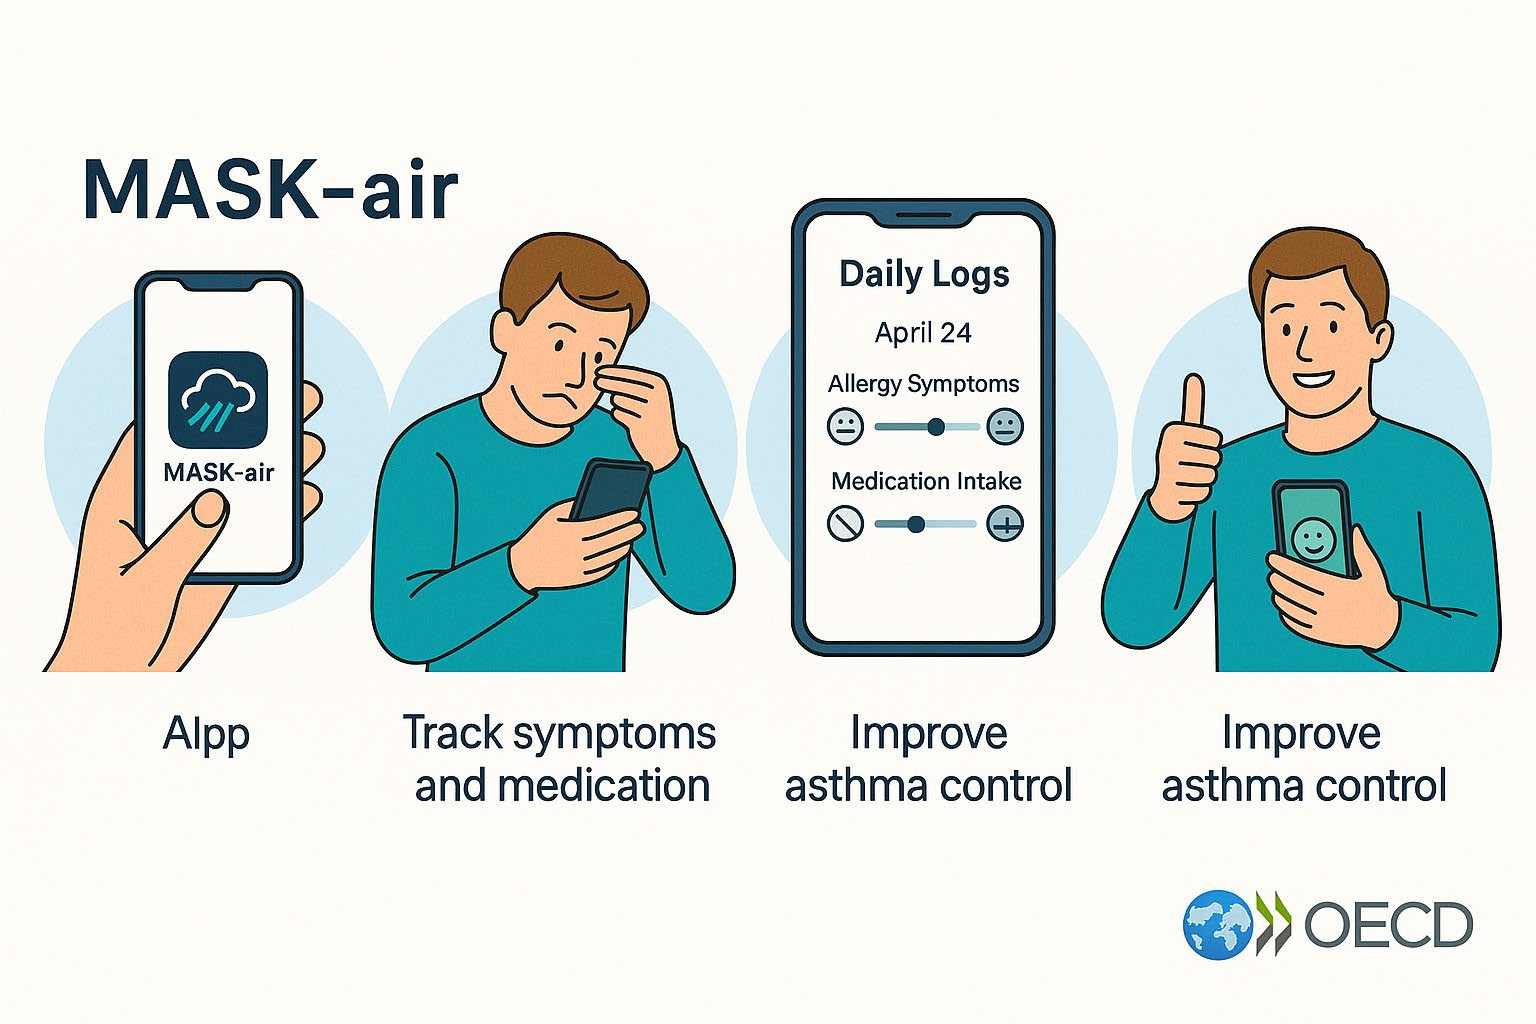 MASK-air
MASK-air
Daily Logs
April 24
Allergy Symptoms
Medication Intake
AIpp
Track symptoms
and medication
Improve
asthma control
Improve
asthma control
OECD